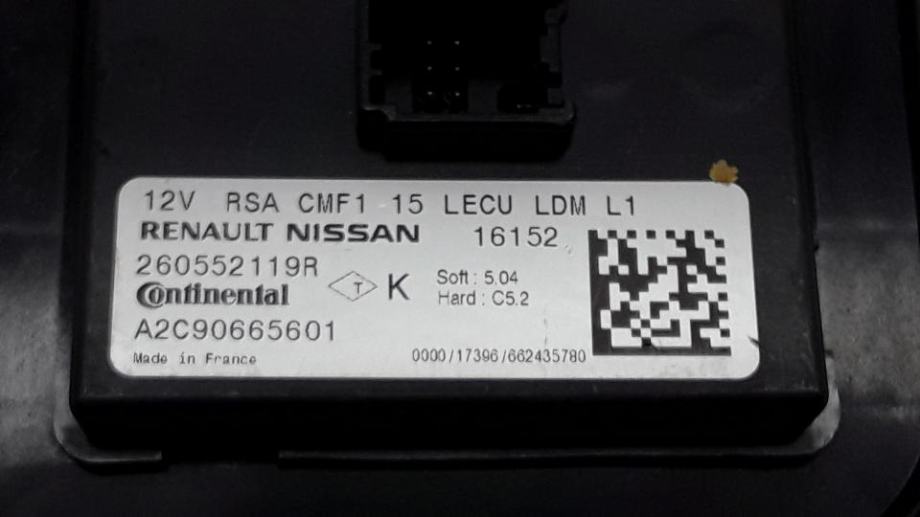 12V RSA CMF1 15 LECU LDM L1
RENAULT NISSAN 16152
260552119R
Continental T K Soft : 5.04
Hard : C5.2
A2C90665601
Made in France 0000/17396/662435780